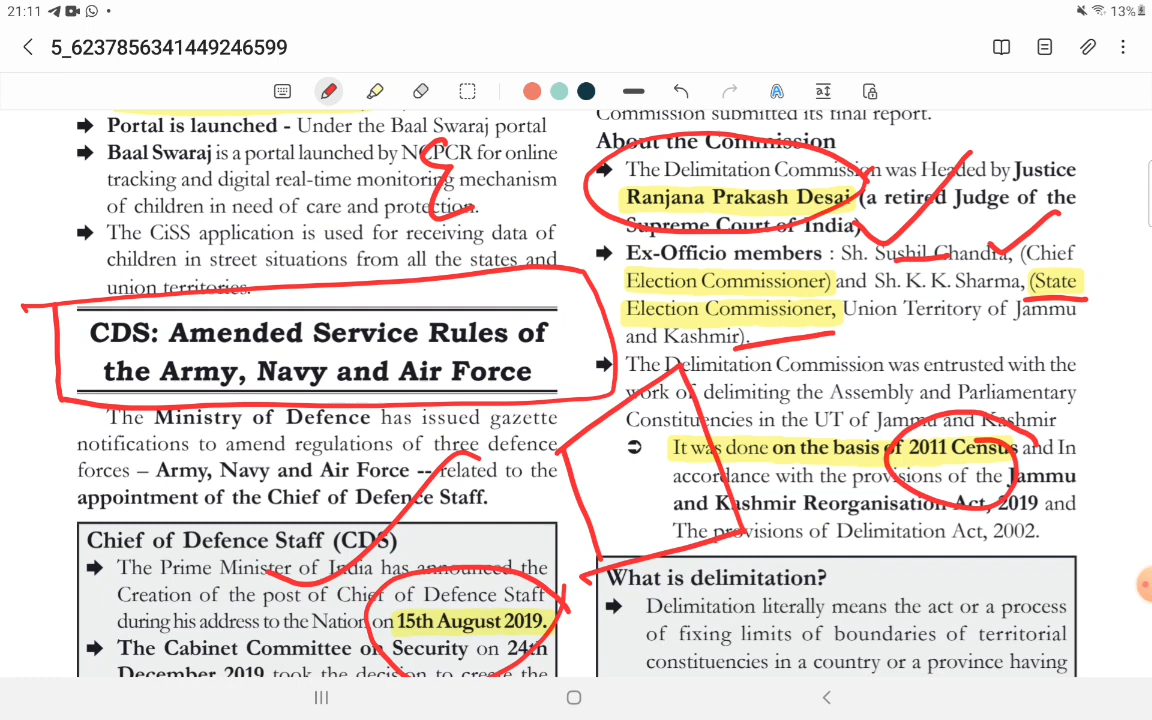 21:11
13%
5_6237856341449246599
Portal is launched - Under the Baal Swaraj portal
Baal Swaraj is a portal launched by NCPCR for online
tracking and digital real-time monitoring mechanism
of children in need of care and protection.
The CiSS application is used for receiving data of
children in street situations from all the states and
union territories.
CDS: Amended Service Rules of
the Army, Navy and Air Force
The Ministry of Defence has issued gazette
notifications to amend regulations of three defence
forces – Army, Navy and Air Force -- related to the
appointment of the Chief of Defence Staff.
Chief of Defence Staff (CDS)
The Prime Minister of India has announced the
Creation of the post of Chief of Defence Staff
during his address to the Nation on 15th August 2019.
The Cabinet Committee on Security on 24th
December 2019 took the decision to create the
Commission submitted its final report.
About the Commission
The Delimitation Commission was Headed by Justice
Ranjana Prakash Desai (a retired Judge of the
Supreme Court of India)
Ex-Officio members : Sh. Sushil Chandra, (Chief
Election Commissioner) and Sh. K. K. Sharma, (State
Election Commissioner, Union Territory of Jammu
and Kashmir).
The Delimitation Commission was entrusted with the
work of delimiting the Assembly and Parliamentary
Constituencies in the UT of Jammu and Kashmir
It was done on the basis of 2011 Census and In
accordance with the provisions of the Jammu
and Kashmir Reorganisation Act, 2019 and
The provisions of Delimitation Act, 2002.
What is delimitation?
Delimitation literally means the act or a process
of fixing limits of boundaries of territorial
constituencies in a country or a province having